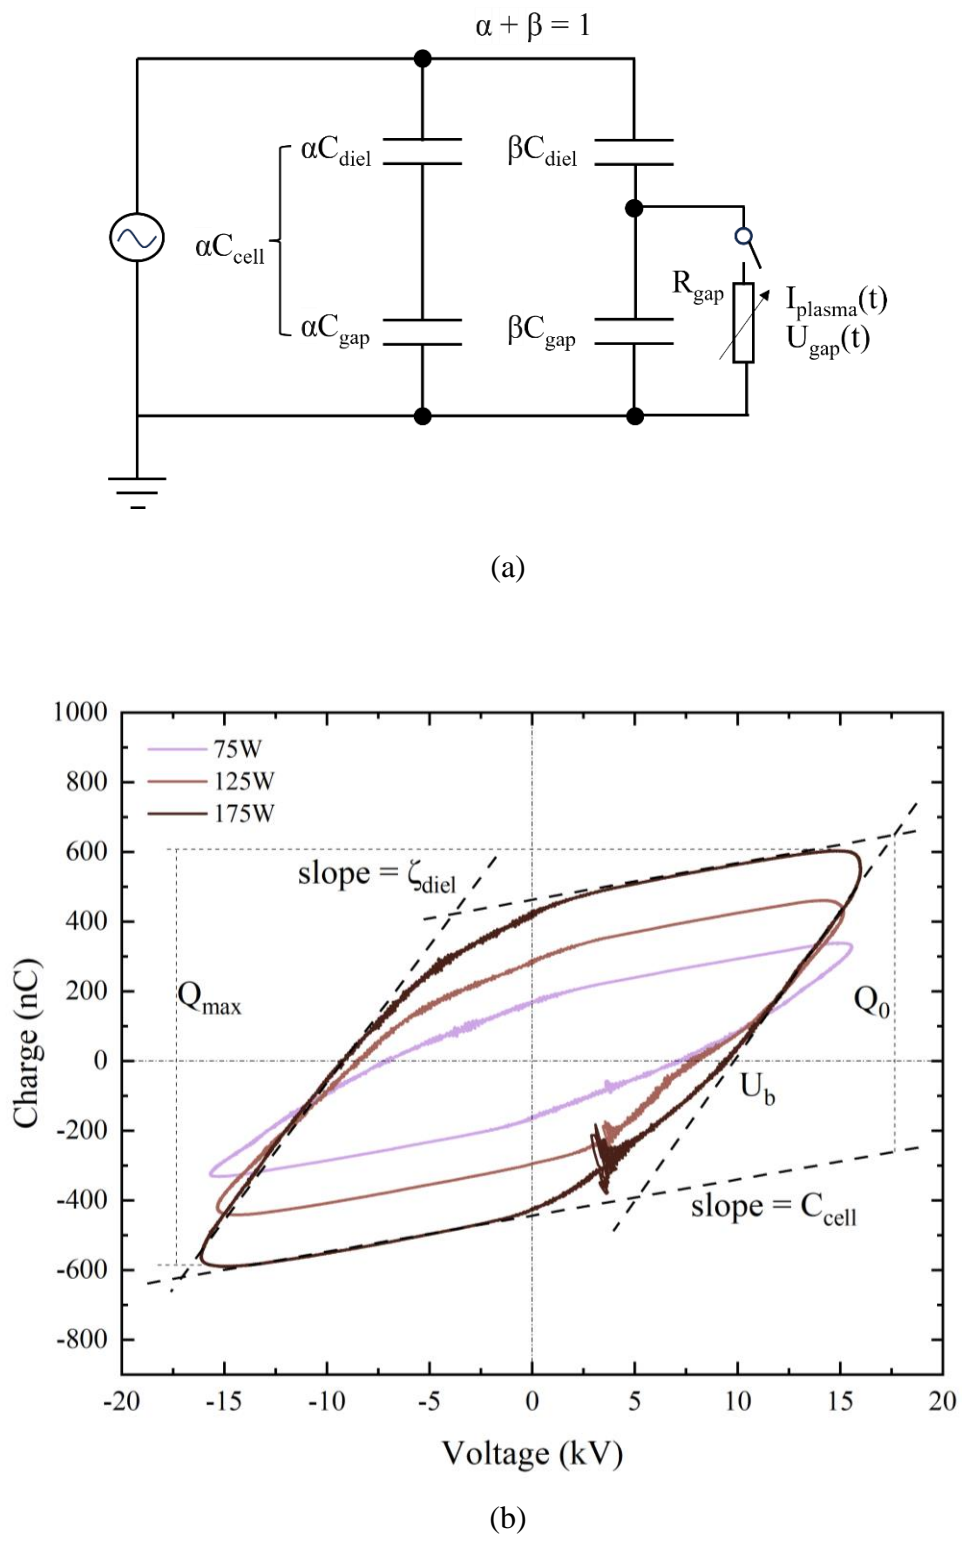 α + β = 1
αC_diel
βC_diel
αC_cell
R_gap
I_plasma(t)
αC_gap
βC_gap
U_gap(t)
(a)
1000
75W
800
125W
175W
600
slope = ζ_diel
400
200
Q_max
Q_0
0
U_b
-200
-400
slope = C_cell
-600
-800
-20 -15 -10 -5 0 5 10 15 20
Charge (nC)
Voltage (kV)
(b)